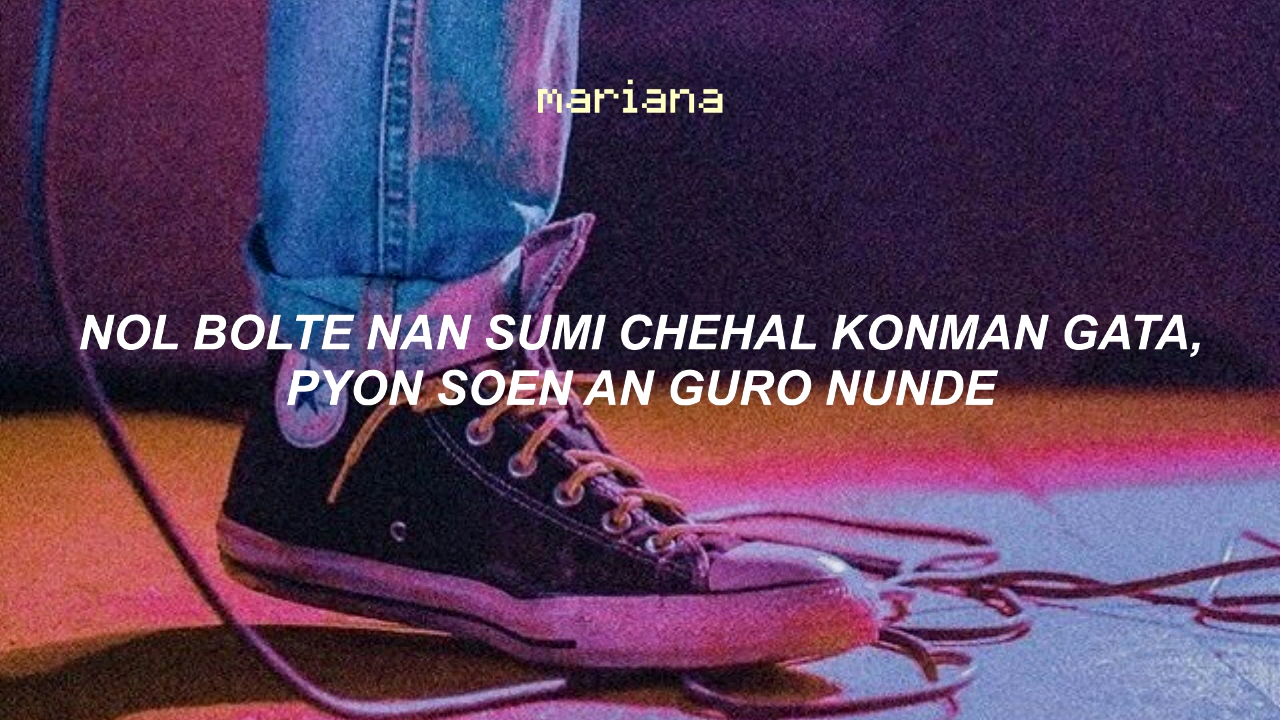 mariana
NOL BOLTE NAN SUMI CHEHAL KONMAN GATA,
PYON SOEN AN GURO NUNDE